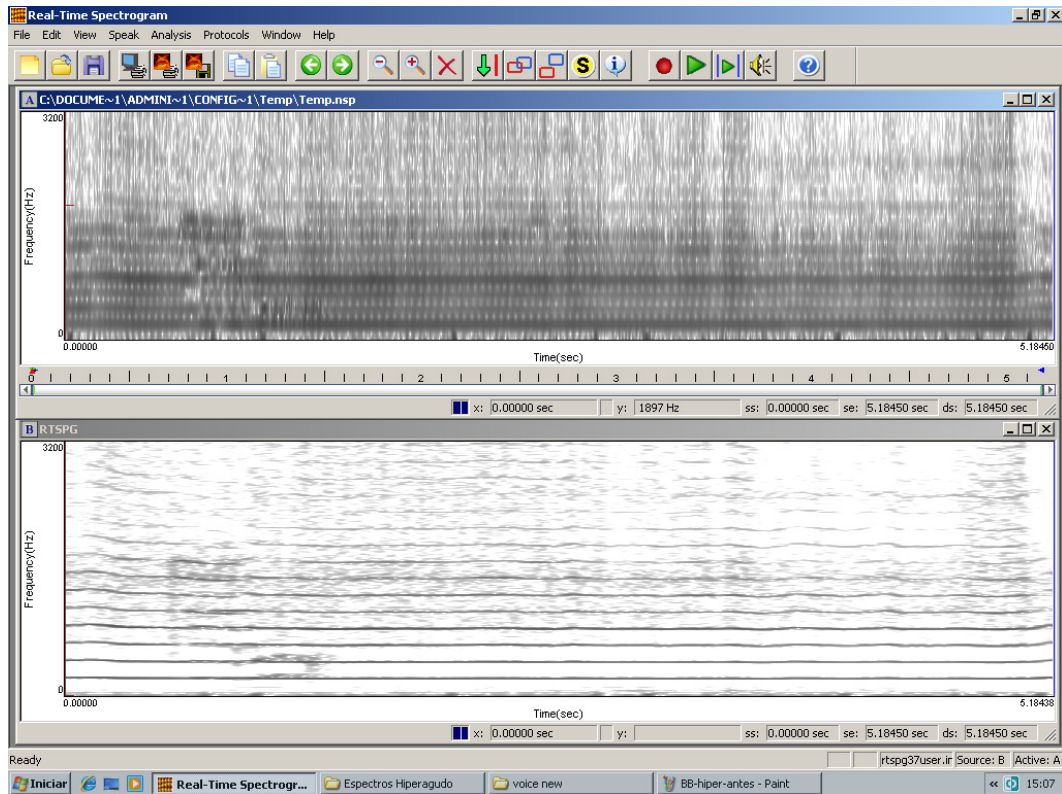 Real-Time Spectrogram
File Edit View Speak Analysis Protocols Window Help
A C:\DOCUME~1\ADMINI~1\CONFIG~1\Temp\Temp.nsp
3200
Frequency(Hz)
0
0.00000 5.18450
Time(sec)
0 1 2 3 4 5
x: 0.00000 sec y: 1897 Hz ss: 0.00000 sec se: 5.18450 sec ds: 5.18450 sec
B RTSPG
3200
Frequency(Hz)
0
0.00000 5.18438
Time(sec)
x: 0.00000 sec y: ss: 0.00000 sec se: 5.18450 sec ds: 5.18450 sec
Ready rtspg37user.ir Source: B Active: A
Iniciar Real-Time Spectrogr... Espectros Hiperagudo voice new BB-hiper-antes - Paint 15:07